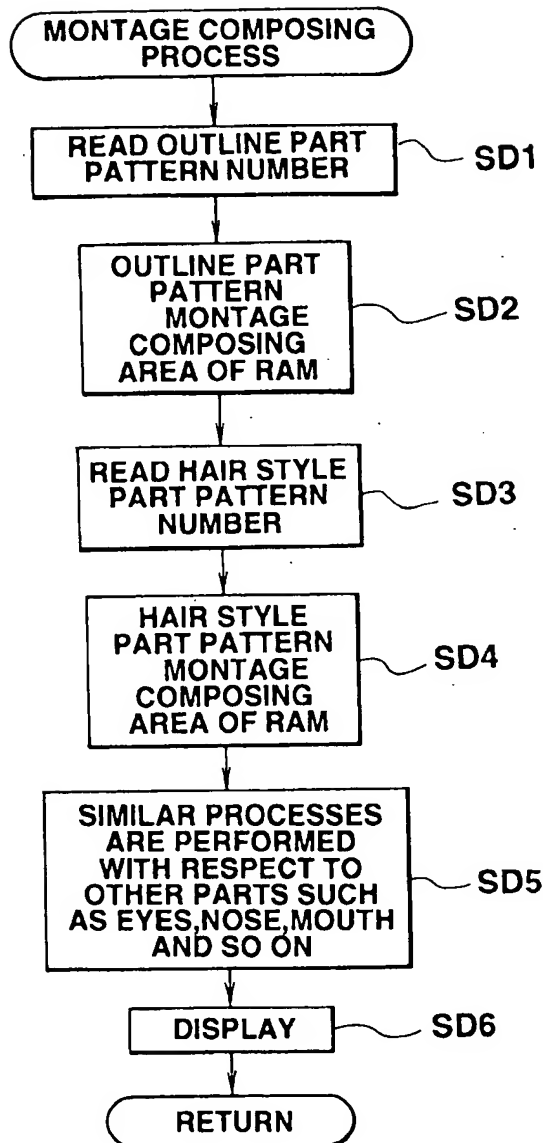 MONTAGE COMPOSING
PROCESS
READ OUTLINE PART
PATTERN NUMBER
SD1
OUTLINE PART
PATTERN
MONTAGE
COMPOSING
AREA OF RAM
SD2
READ HAIR STYLE
PART PATTERN
NUMBER
SD3
HAIR STYLE
PART PATTERN
MONTAGE
COMPOSING
AREA OF RAM
SD4
SIMILAR PROCESSES
ARE PERFORMED
WITH RESPECT TO
OTHER PARTS SUCH
AS EYES,NOSE,MOUTH
AND SO ON
SD5
DISPLAY
SD6
RETURN